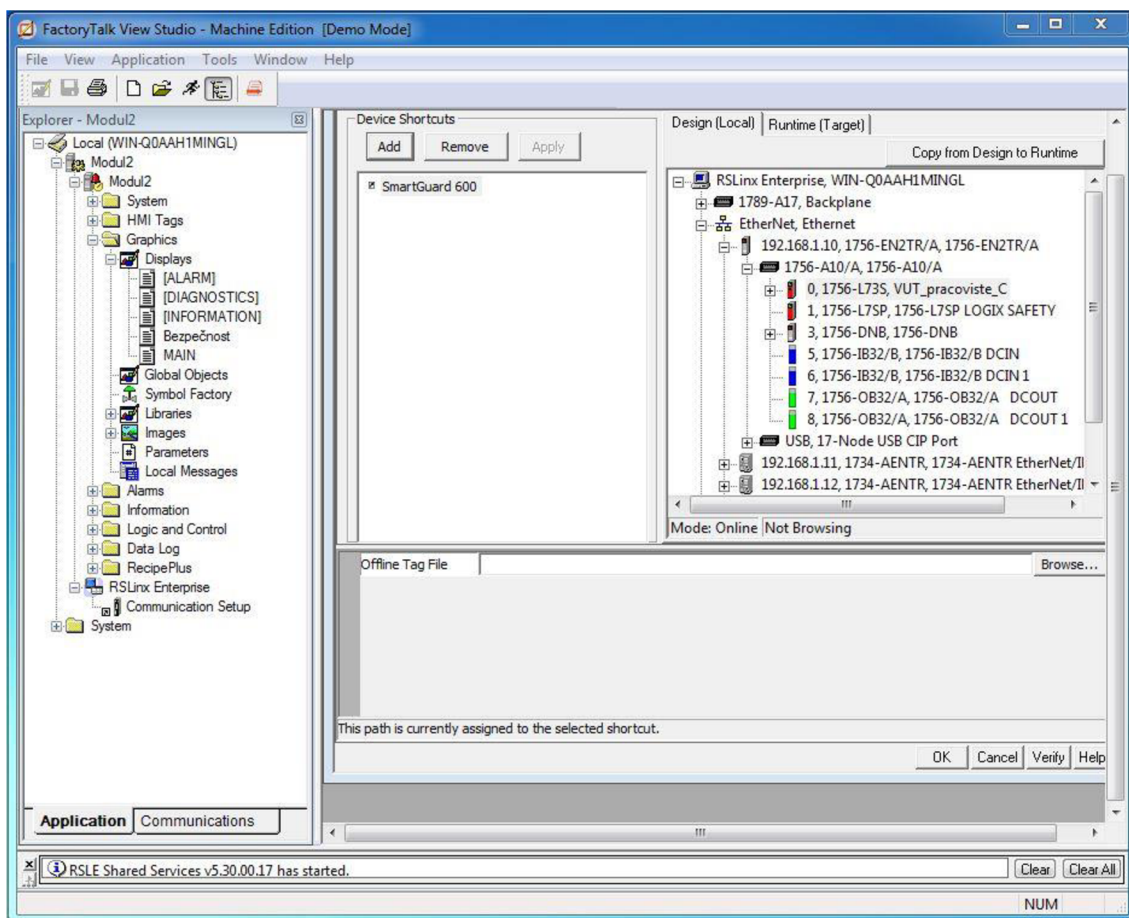 FactoryTalk View Studio - Machine Edition [Demo Mode]
File View Application Tools Window Help
Explorer - Modul2
Local (WIN-Q0AAH1MINGL)
Modul2
Modul2
System
HMI Tags
Graphics
Displays
[ALARM]
[DIAGNOSTICS]
[INFORMATION]
Bezpečnost
MAIN
Global Objects
Symbol Factory
Libraries
Images
Parameters
Local Messages
Alarms
Information
Logic and Control
Data Log
RecipePlus
RSLinx Enterprise
Communication Setup
System
Application Communications
Device Shortcuts
Add Remove Apply
SmartGuard 600
Design (Local) Runtime (Target)
Copy from Design to Runtime
RSLinx Enterprise, WIN-Q0AAH1MINGL
1789-A17, Backplane
EtherNet, Ethernet
192.168.1.10, 1756-EN2TR/A, 1756-EN2TR/A
1756-A10/A, 1756-A10/A
0, 1756-L73S, VUT_pracoviste_C
1, 1756-L7SP, 1756-L7SP LOGIX SAFETY
3, 1756-DNB, 1756-DNB
5, 1756-IB32/B, 1756-IB32/B DCIN
6, 1756-IB32/B, 1756-IB32/B DCIN 1
7, 1756-OB32/A, 1756-OB32/A DCOUT
8, 1756-OB32/A, 1756-OB32/A DCOUT 1
USB, 17-Node USB CIP Port
192.168.1.11, 1734-AENTR, 1734-AENTR EtherNet/I
192.168.1.12, 1734-AENTR, 1734-AENTR EtherNet/I
Mode: Online Not Browsing
Offline Tag File Browse...
This path is currently assigned to the selected shortcut.
OK Cancel Verify Help
RSLE Shared Services v5.30.00.17 has started.
Clear Clear All
NUM